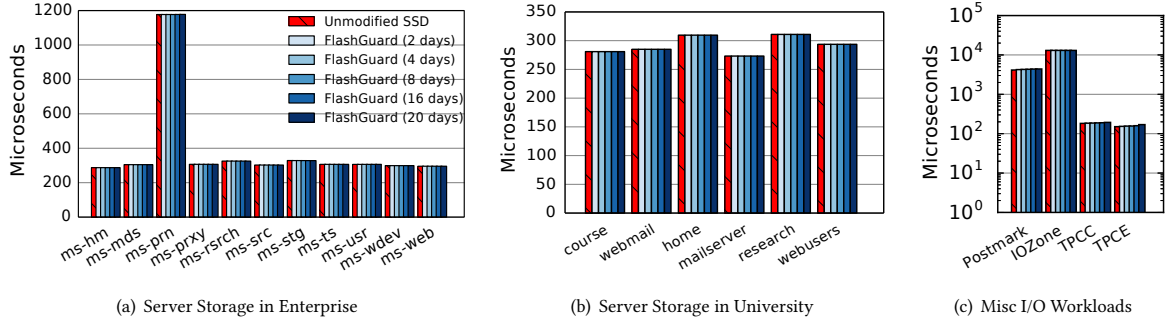 Microseconds
1200
1000
800
600
400
200
0
Unmodified SSD
FlashGuard (2 days)
FlashGuard (4 days)
FlashGuard (8 days)
FlashGuard (16 days)
FlashGuard (20 days)
ms-hm
ms-mds
ms-prn
ms-prxy
ms-rsrch
ms-src
ms-stg
ms-ts
ms-usr
ms-wdev
ms-web
(a) Server Storage in Enterprise
Microseconds
350
300
250
200
150
100
50
0
course
webmail
home
mailserver
research
webusers
(b) Server Storage in University
Microseconds
10^5
10^4
10^3
10^2
10^1
10^0
Postmark
IOZone
TPCC
TPCE
(c) Misc I/O Workloads